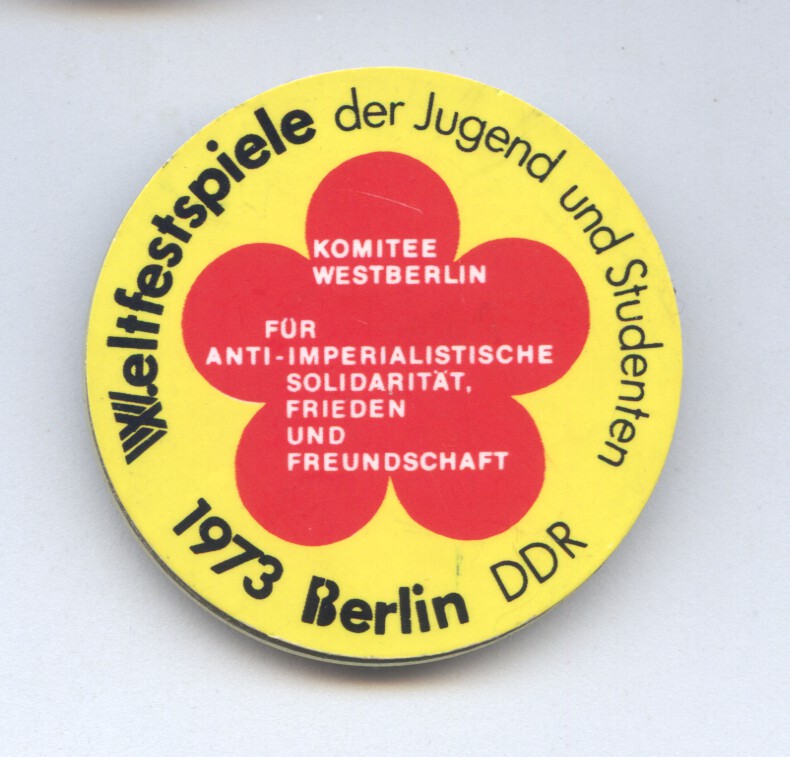 X.Weltfestspiele der Jugend und Studenten
KOMITEE
WESTBERLIN
FÜR
ANTI-IMPERIALISTISCHE
SOLIDARITÄT,
FRIEDEN
UND
FREUNDSCHAFT
1973 Berlin DDR